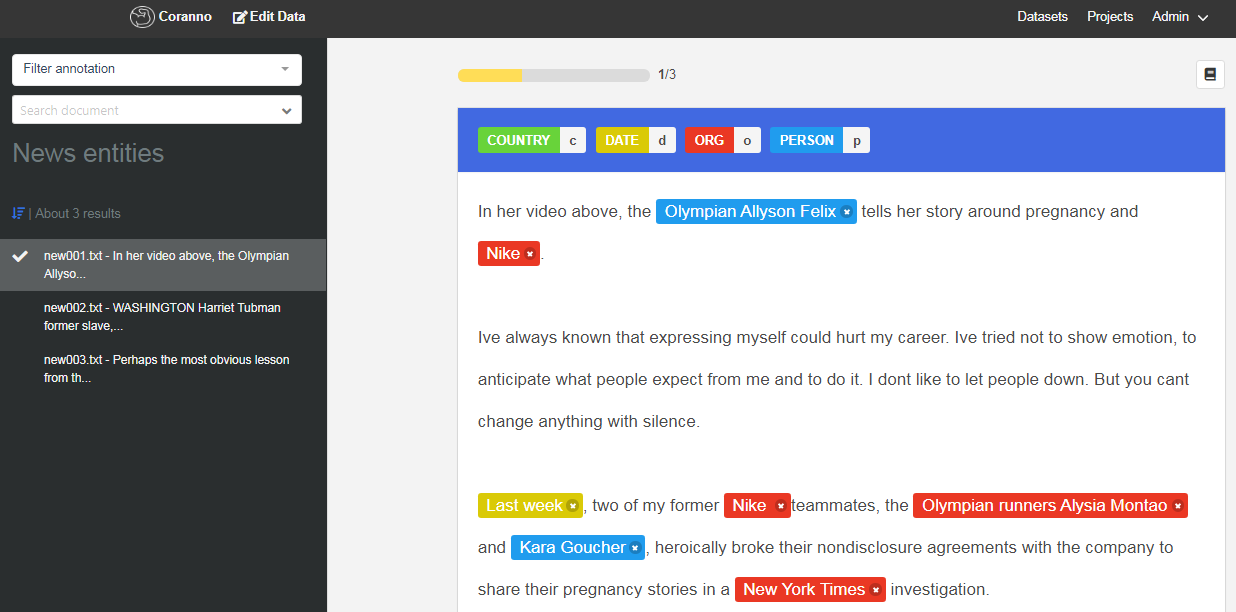 Coranno Edit Data Datasets Projects Admin
Filter annotation
Search document
News entities
| About 3 results
new001.txt - In her video above, the Olympian
Allyso...
new002.txt - WASHINGTON Harriet Tubman
former slave,...
new003.txt - Perhaps the most obvious lesson
from th...
1/3
COUNTRY c DATE d ORG o PERSON p
In her video above, the Olympian Allyson Felix tells her story around pregnancy and
Nike .
Ive always known that expressing myself could hurt my career. Ive tried not to show emotion, to
anticipate what people expect from me and to do it. I dont like to let people down. But you cant
change anything with silence.
Last week , two of my former Nike teammates, the Olympian runners Alysia Montao
and Kara Goucher , heroically broke their nondisclosure agreements with the company to
share their pregnancy stories in a New York Times investigation.